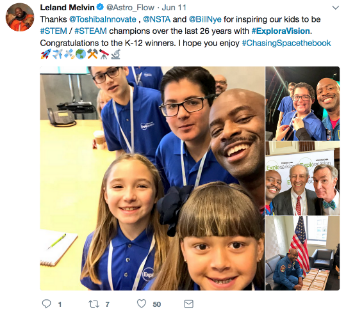 Leland Melvin @Astro_Flow · Jun 11
Thanks @ToshibaInnovate , @NSTA and @BillNye for inspiring our kids to be
#STEM / #STEAM champions over the last 26 years with #ExploraVision.
Congratulations to the K-12 winners. I hope you enjoy #ChasingSpacethebook
1 7 50